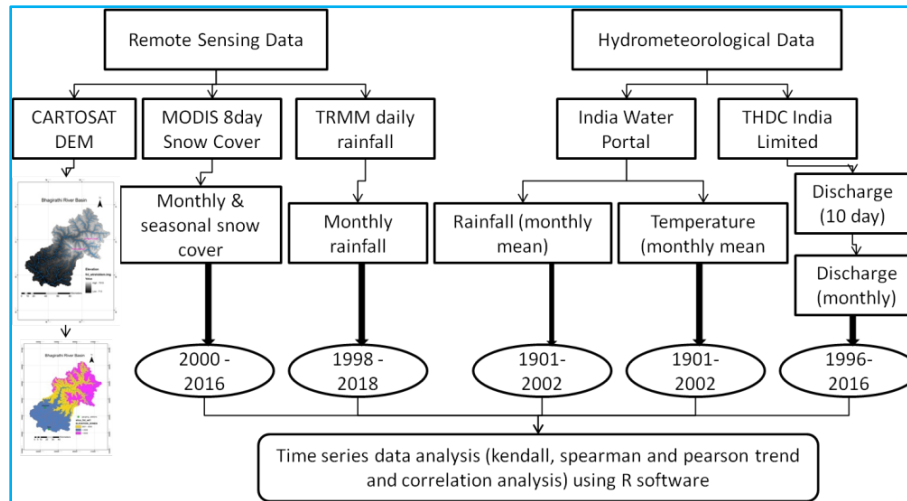 Remote Sensing Data
Hydrometeorological Data
CARTOSAT
DEM
MODIS 8day
Snow Cover
TRMM daily
rainfall
India Water
Portal
THDC India
Limited
Bhagirathi River Basin
Monthly &
seasonal snow
cover
Monthly
rainfall
Rainfall (monthly
mean)
Temperature
(monthly mean
Discharge
(10 day)
Discharge
(monthly)
2000 -
2016
1998 -
2018
1901-
2002
1901-
2002
1996-
2016
Time series data analysis (kendall, spearman and pearson trend
and correlation analysis) using R software